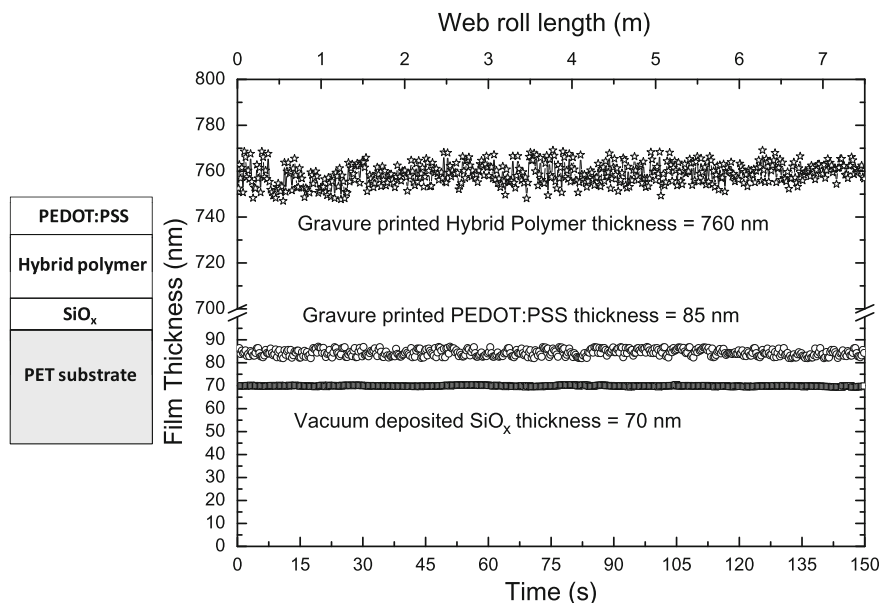 Web roll length (m)
0 1 2 3 4 5 6 7
800
780
760
740
720
700
90
80
70
60
50
40
30
20
10
0
Film Thickness (nm)
Gravure printed Hybrid Polymer thickness = 760 nm
Gravure printed PEDOT:PSS thickness = 85 nm
Vacuum deposited SiOₓ thickness = 70 nm
0 15 30 45 60 75 90 105 120 135 150
Time (s)
PEDOT:PSS
Hybrid polymer
SiOₓ
PET substrate